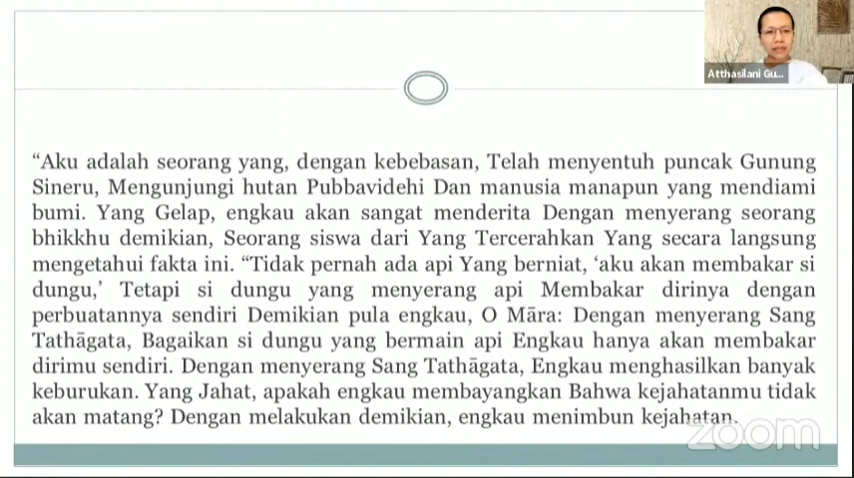 Atthasilani Gu...
“Aku adalah seorang yang, dengan kebebasan, Telah menyentuh puncak Gunung
Sineru, Mengunjungi hutan Pubbavidehi Dan manusia manapun yang mendiami
bumi. Yang Gelap, engkau akan sangat menderita Dengan menyerang seorang
bhikkhu demikian, Seorang siswa dari Yang Tercerahkan Yang secara langsung
mengetahui fakta ini. “Tidak pernah ada api Yang berniat, ‘aku akan membakar si
dungu,’ Tetapi si dungu yang menyerang api Membakar dirinya dengan
perbuatannya sendiri Demikian pula engkau, O Māra: Dengan menyerang Sang
Tathāgata, Bagaikan si dungu yang bermain api Engkau hanya akan membakar
dirimu sendiri. Dengan menyerang Sang Tathāgata, Engkau menghasilkan banyak
keburukan. Yang Jahat, apakah engkau membayangkan Bahwa kejahatanmu tidak
akan matang? Dengan melakukan demikian, engkau menimbun kejahatan.
zoom